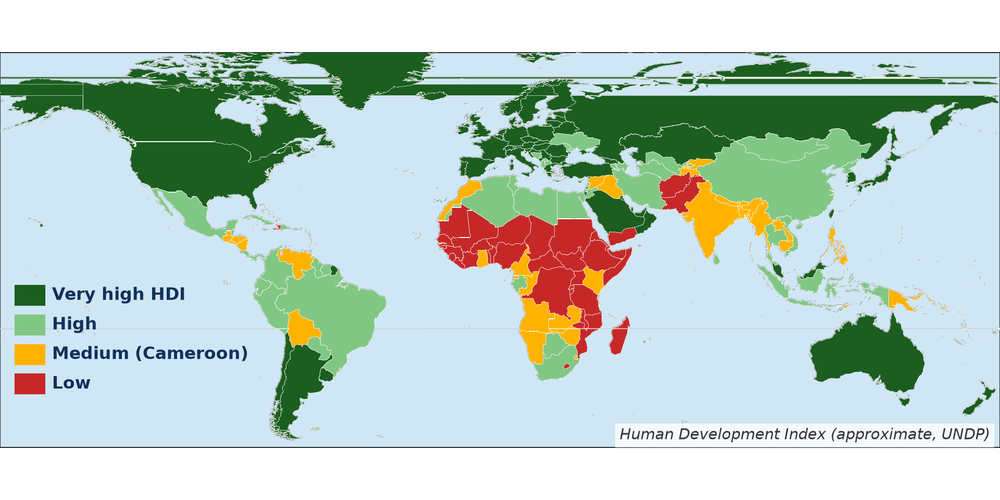 Very high HDI
High
Medium (Cameroon)
Low
Human Development Index (approximate, UNDP)